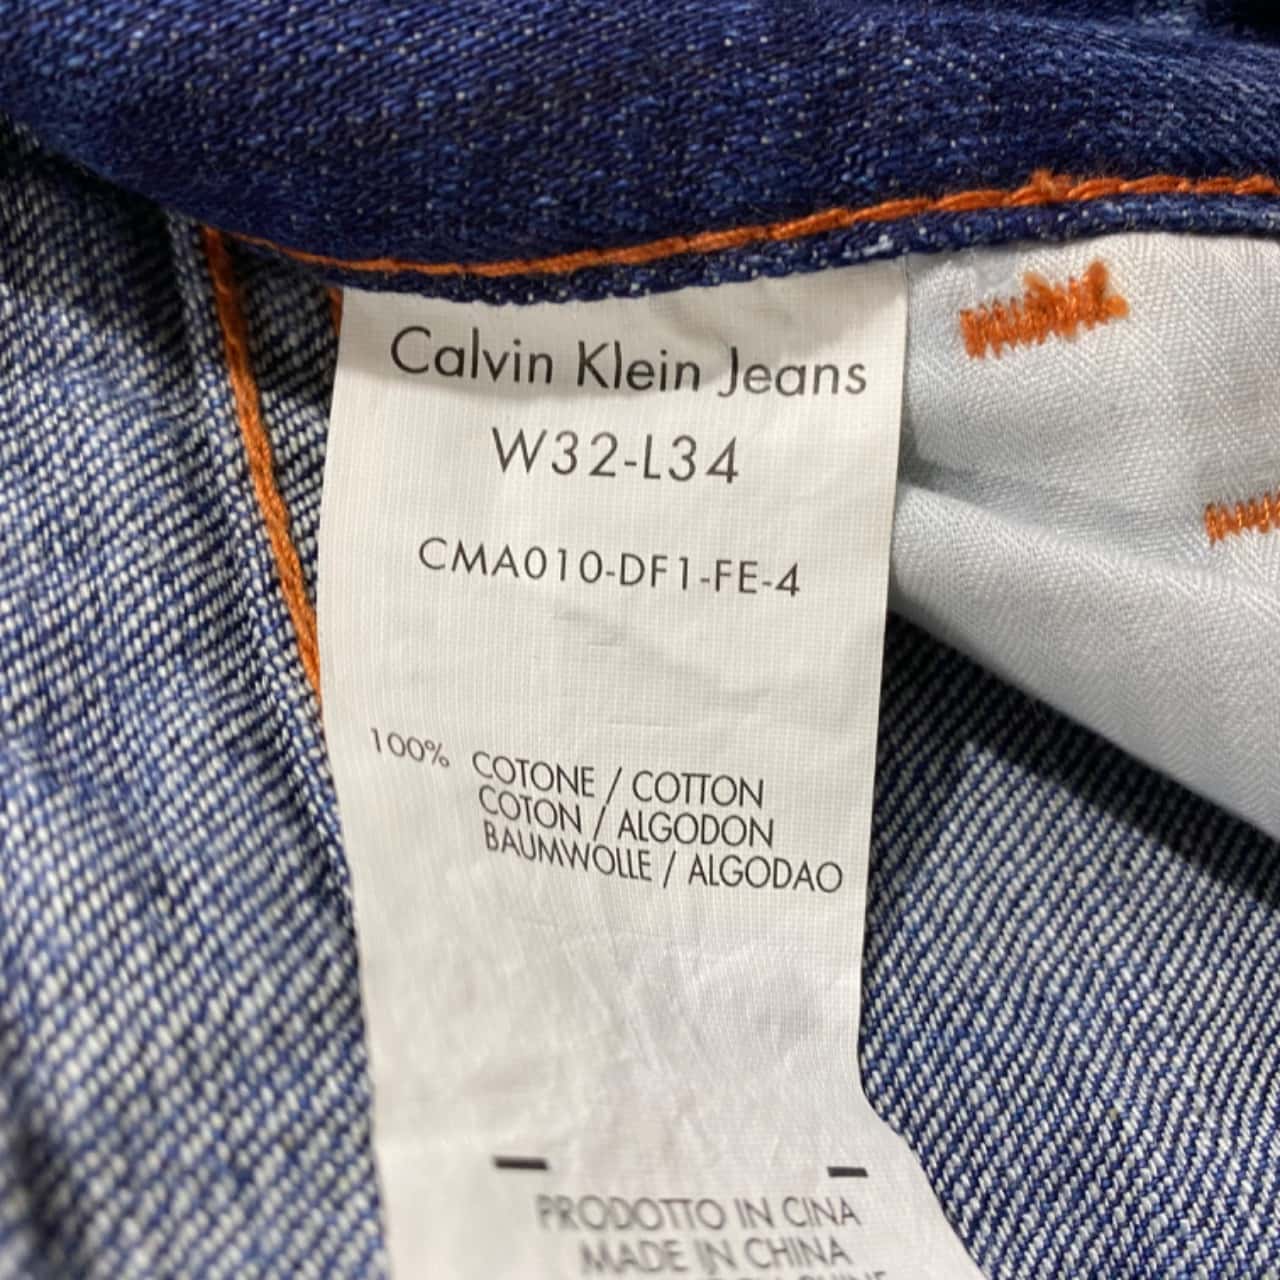 Calvin Klein Jeans
W32-L34
CMA010-DF1-FE-4
100% COTONE / COTTON
COTON / ALGODON
BAUMWOLLE / ALGODAO
PRODOTTO IN CINA
MADE IN CHINA